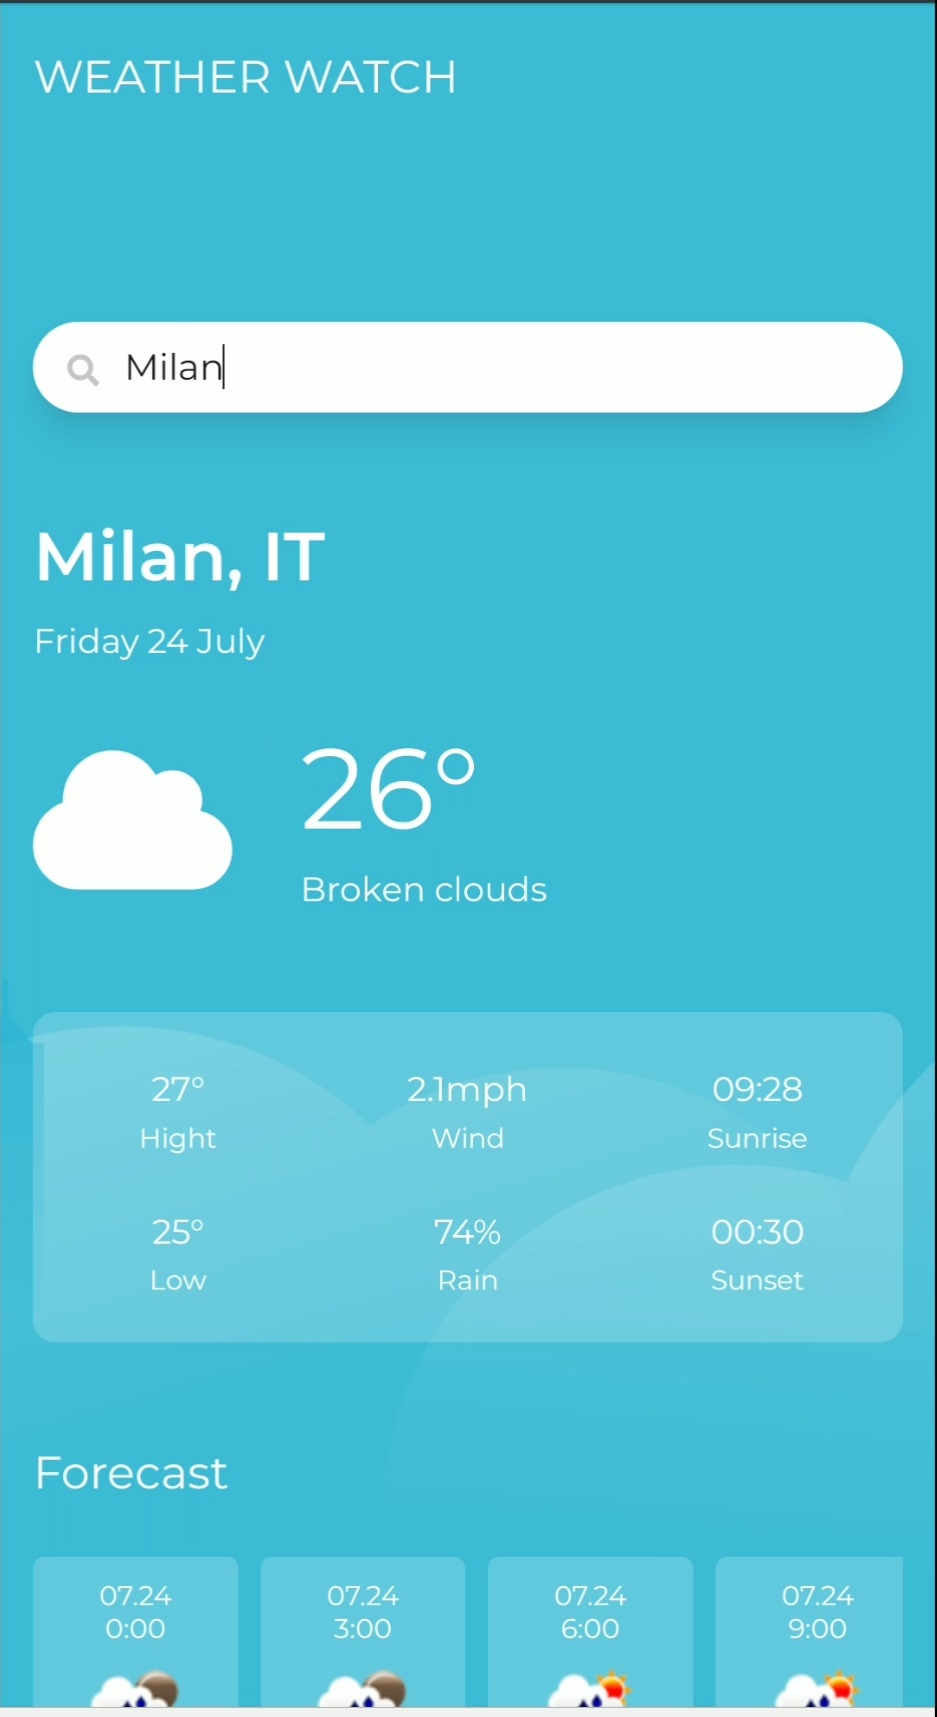 WEATHER WATCH
Milan
Milan, IT
Friday 24 July
26°
Broken clouds
27° 2.1mph 09:28
Hight Wind Sunrise
25° 74% 00:30
Low Rain Sunset
Forecast
07.24 07.24 07.24 07.24
0:00 3:00 6:00 9:00